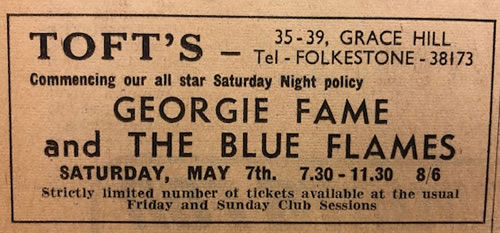 TOFT'S – 35-39, GRACE HILL
Tel - FOLKESTONE - 38173
Commencing our all star Saturday Night policy
GEORGIE FAME
and THE BLUE FLAMES
SATURDAY, MAY 7th. 7.30 - 11.30 8/6
Strictly limited number of tickets available at the usual
Friday and Sunday Club Sessions